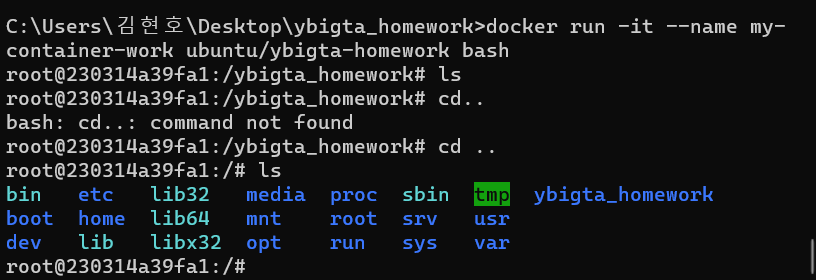 C:\Users\김현호\Desktop\ybigta_homework>docker run -it --name my-
container-work ubuntu/ybigta-homework bash
root@230314a39fa1:/ybigta_homework# ls
root@230314a39fa1:/ybigta_homework# cd..
bash: cd..: command not found
root@230314a39fa1:/ybigta_homework# cd ..
root@230314a39fa1:/# ls
bin   etc   lib32   media  proc  sbin  tmp  ybigta_homework
boot  home  lib64   mnt    root  srv   usr
dev   lib   libx32  opt    run   sys   var
root@230314a39fa1:/#